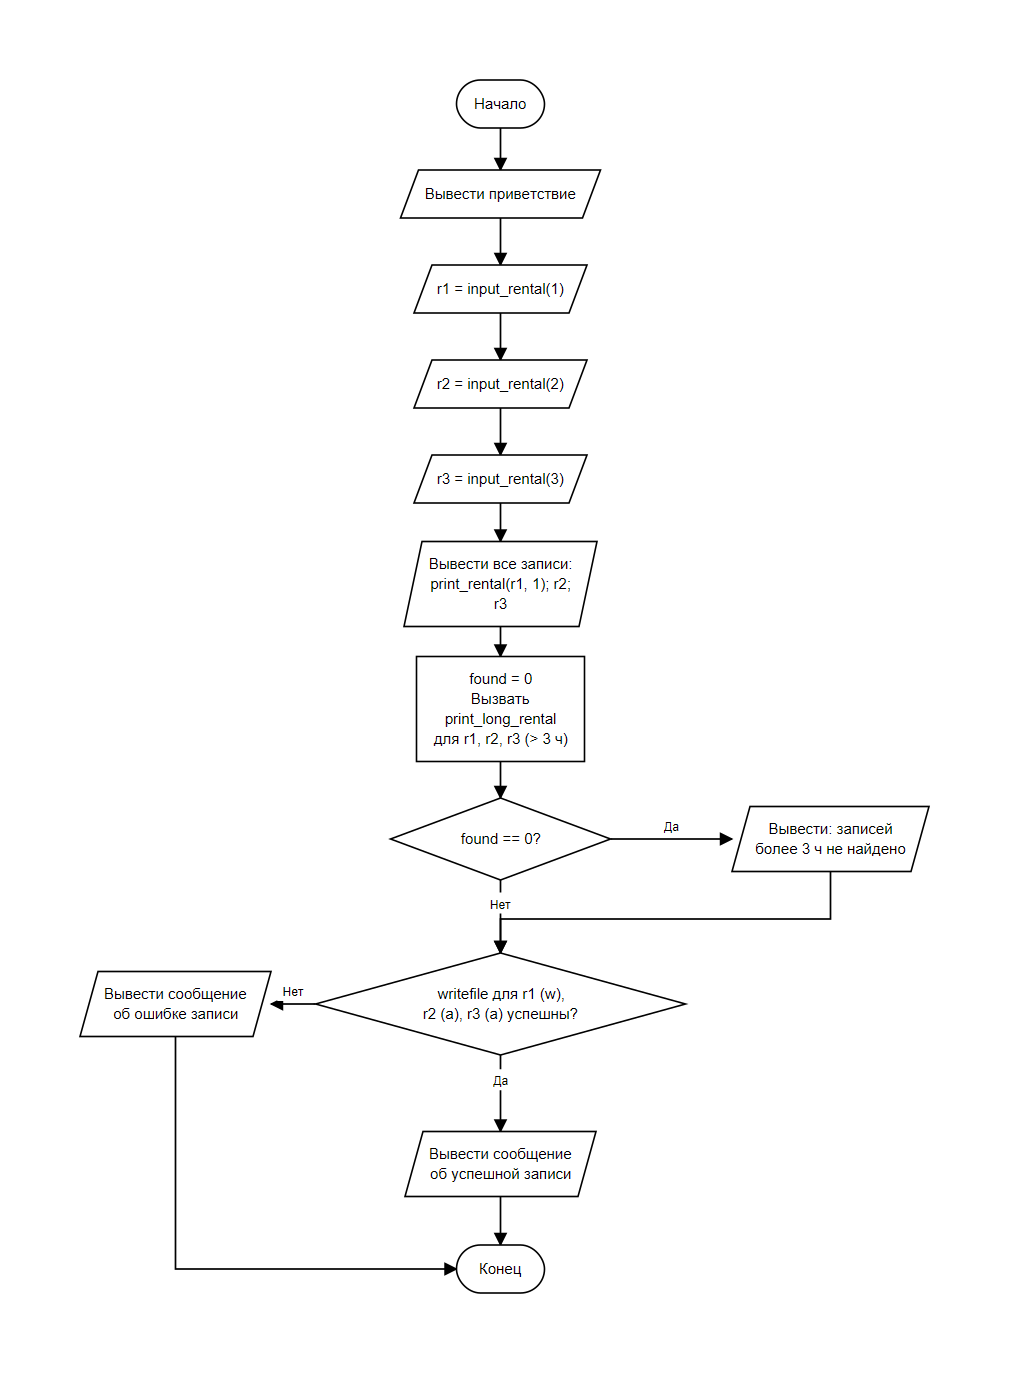 Начало
Вывести приветствие
r1 = input_rental(1)
r2 = input_rental(2)
r3 = input_rental(3)
Вывести все записи:
print_rental(r1, 1); r2;
r3
found = 0
Вызвать
print_long_rental
для r1, r2, r3 (> 3 ч)
found == 0?
Да
Вывести: записей
более 3 ч не найдено
Нет
writefile для r1 (w),
r2 (a), r3 (a) успешны?
Нет
Вывести сообщение
об ошибке записи
Да
Вывести сообщение
об успешной записи
Конец